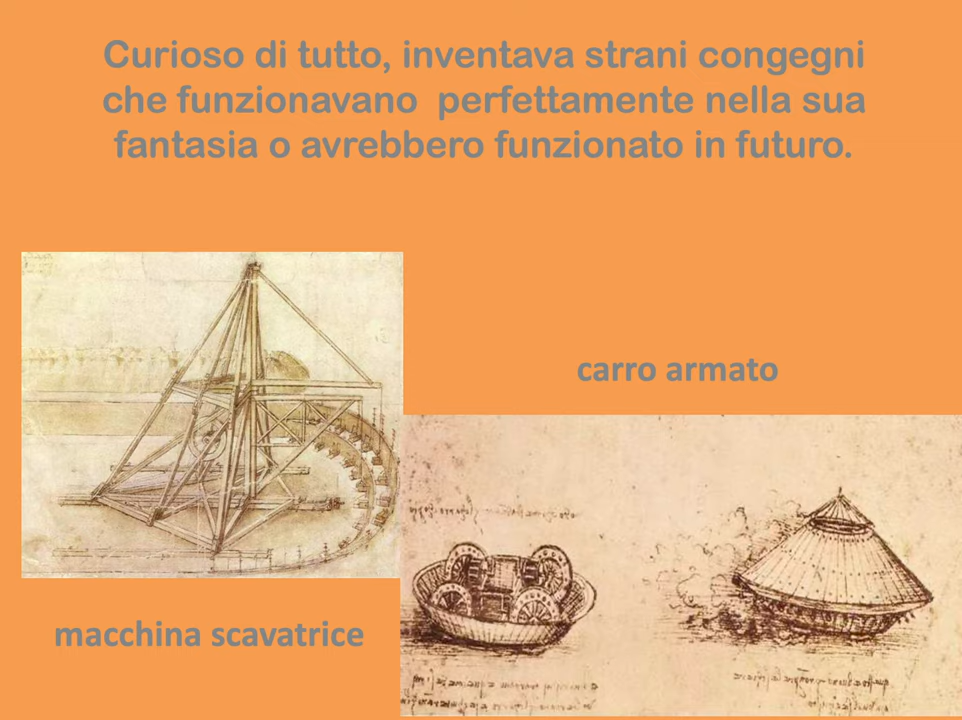 Curioso di tutto, inventava strani congegni
che funzionavano perfettamente nella sua
fantasia o avrebbero funzionato in futuro.
carro armato
macchina scavatrice